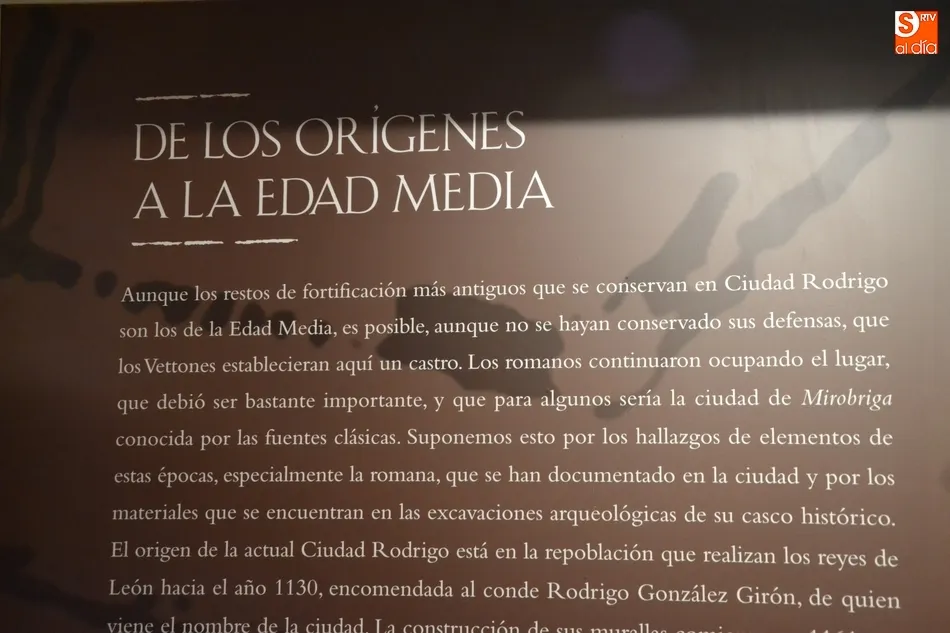 S RTV
al día
DE LOS ORÍGENES
A LA EDAD MEDIA
Aunque los restos de fortificación más antiguos que se conservan en Ciudad Rodrigo
son los de la Edad Media, es posible, aunque no se hayan conservado sus defensas, que
los Vettones establecieran aquí un castro. Los romanos continuaron ocupando el lugar,
que debió ser bastante importante, y que para algunos sería la ciudad de Mirobriga
conocida por las fuentes clásicas. Suponemos esto por los hallazgos de elementos de
estas épocas, especialmente la romana, que se han documentado en la ciudad y por los
materiales que se encuentran en las excavaciones arqueológicas de su casco histórico.
El origen de la actual Ciudad Rodrigo está en la repoblación que realizan los reyes de
León hacia el año 1130, encomendada al conde Rodrigo González Girón, de quien
viene el nombre de la ciudad. La construcción de sus murallas